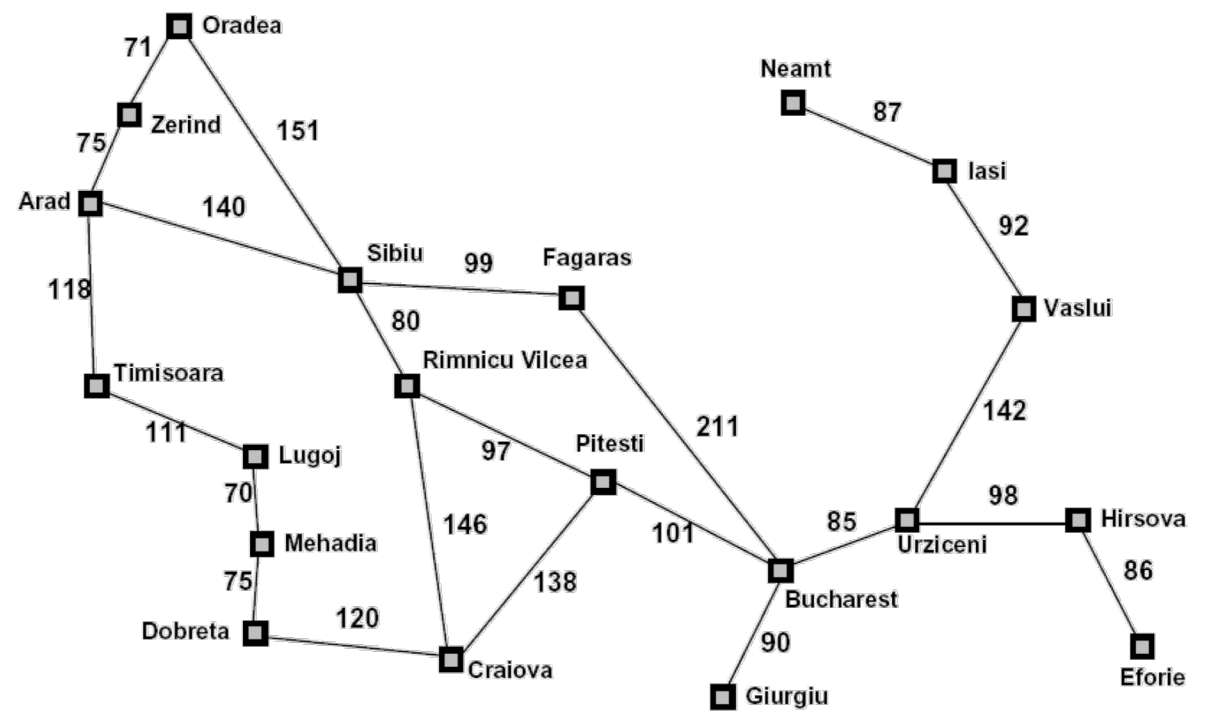 Oradea
71
Neamt
87
Zerind
151
75
Iasi
Arad
140
92
Sibiu
99
Fagaras
118
80
Vaslui
Rimnicu Vilcea
Timisoara
142
111
211
Pitesti
97
Lugoj
70
98
146
101
85
Hirsova
Urziceni
Mehadia
86
75
138
Bucharest
120
Dobreta
90
Craiova
Eforie
Giurgiu